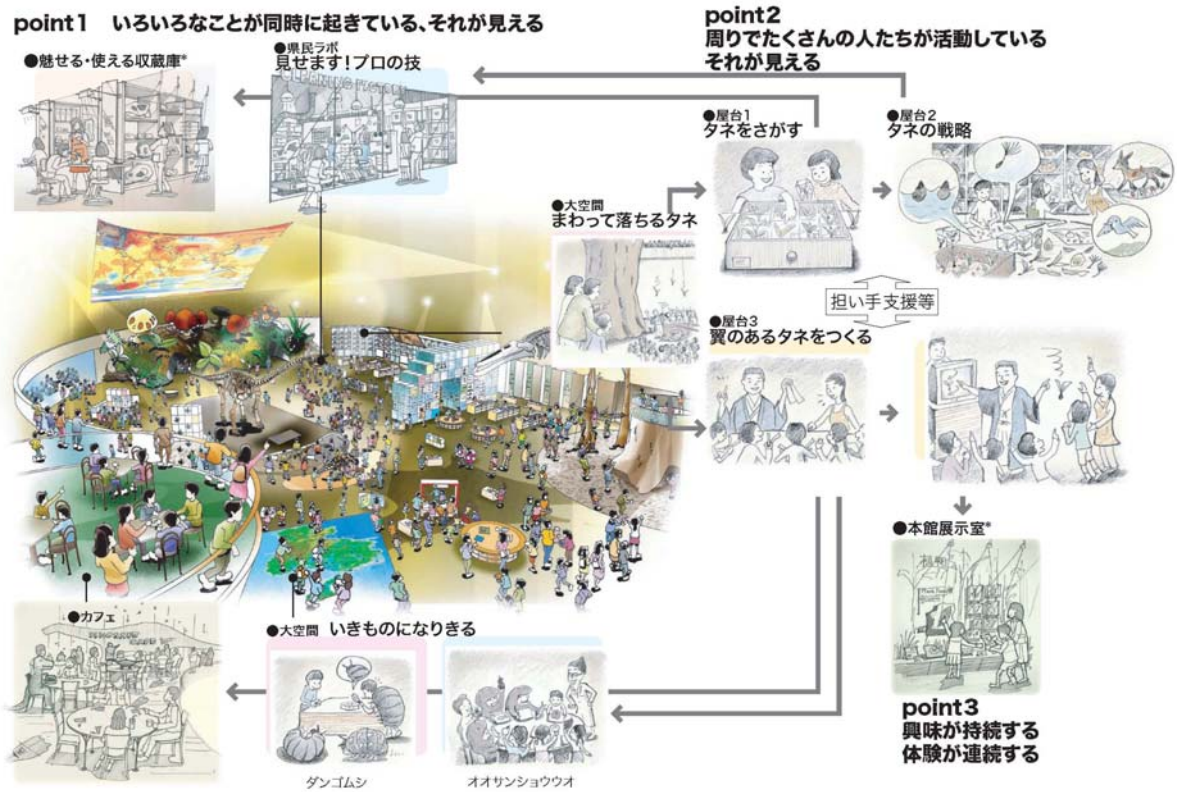 point1　いろいろなことが同時に起きている、それが見える
point2
周りでたくさんの人たちが活動している
それが見える
●魅せる・使える収蔵庫*
●県民ラボ
見せます！プロの技
●屋台1
タネをさがす
●屋台2
タネの戦略
●大空間
まわって落ちるタネ
担い手支援等
●屋台3
翼のあるタネをつくる
●本館展示室*
●カフェ
●大空間　いきものになりきる
ダンゴムシ
オオサンショウウオ
point3
興味が持続する
体験が連続する